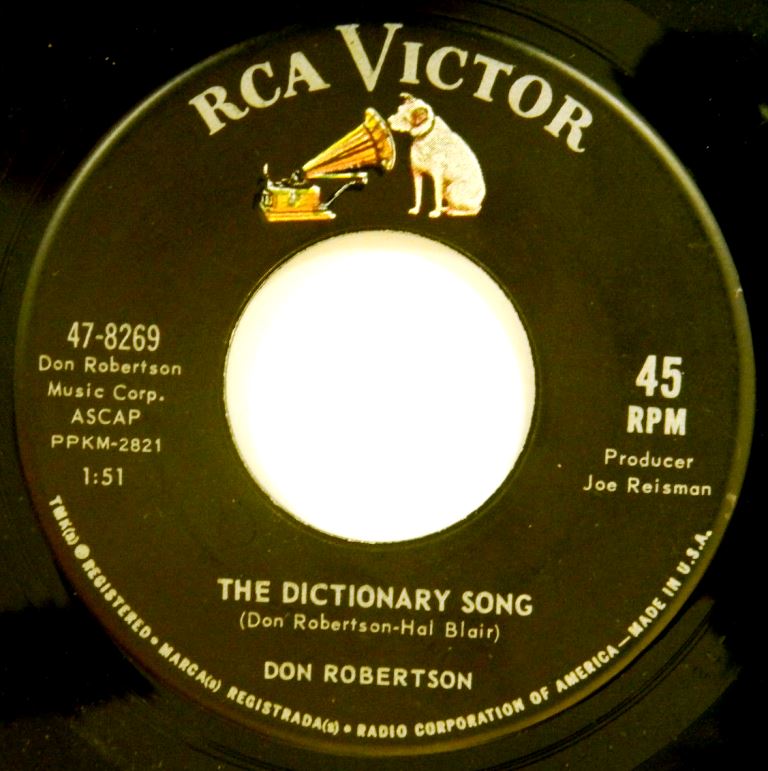 RCA VICTOR
47-8269
Don Robertson
Music Corp.
ASCAP
PPKM-2821
1:51
45
RPM
Producer
Joe Reisman
THE DICTIONARY SONG
(Don Robertson-Hal Blair)
DON ROBERTSON
TMK(s) ® REGISTERED • MARCA(s) REGISTRADA(s) • RADIO CORPORATION OF AMERICA—MADE IN U.S.A.